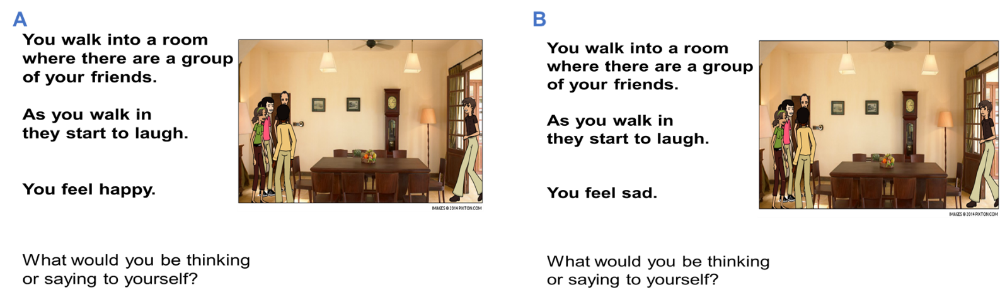 A
You walk into a room
where there are a group
of your friends.
As you walk in
they start to laugh.
You feel happy.
IMAGES © 2014 PIXTON.COM
What would you be thinking
or saying to yourself?
B
You walk into a room
where there are a group
of your friends.
As you walk in
they start to laugh.
You feel sad.
IMAGES © 2014 PIXTON.COM
What would you be thinking
or saying to yourself?